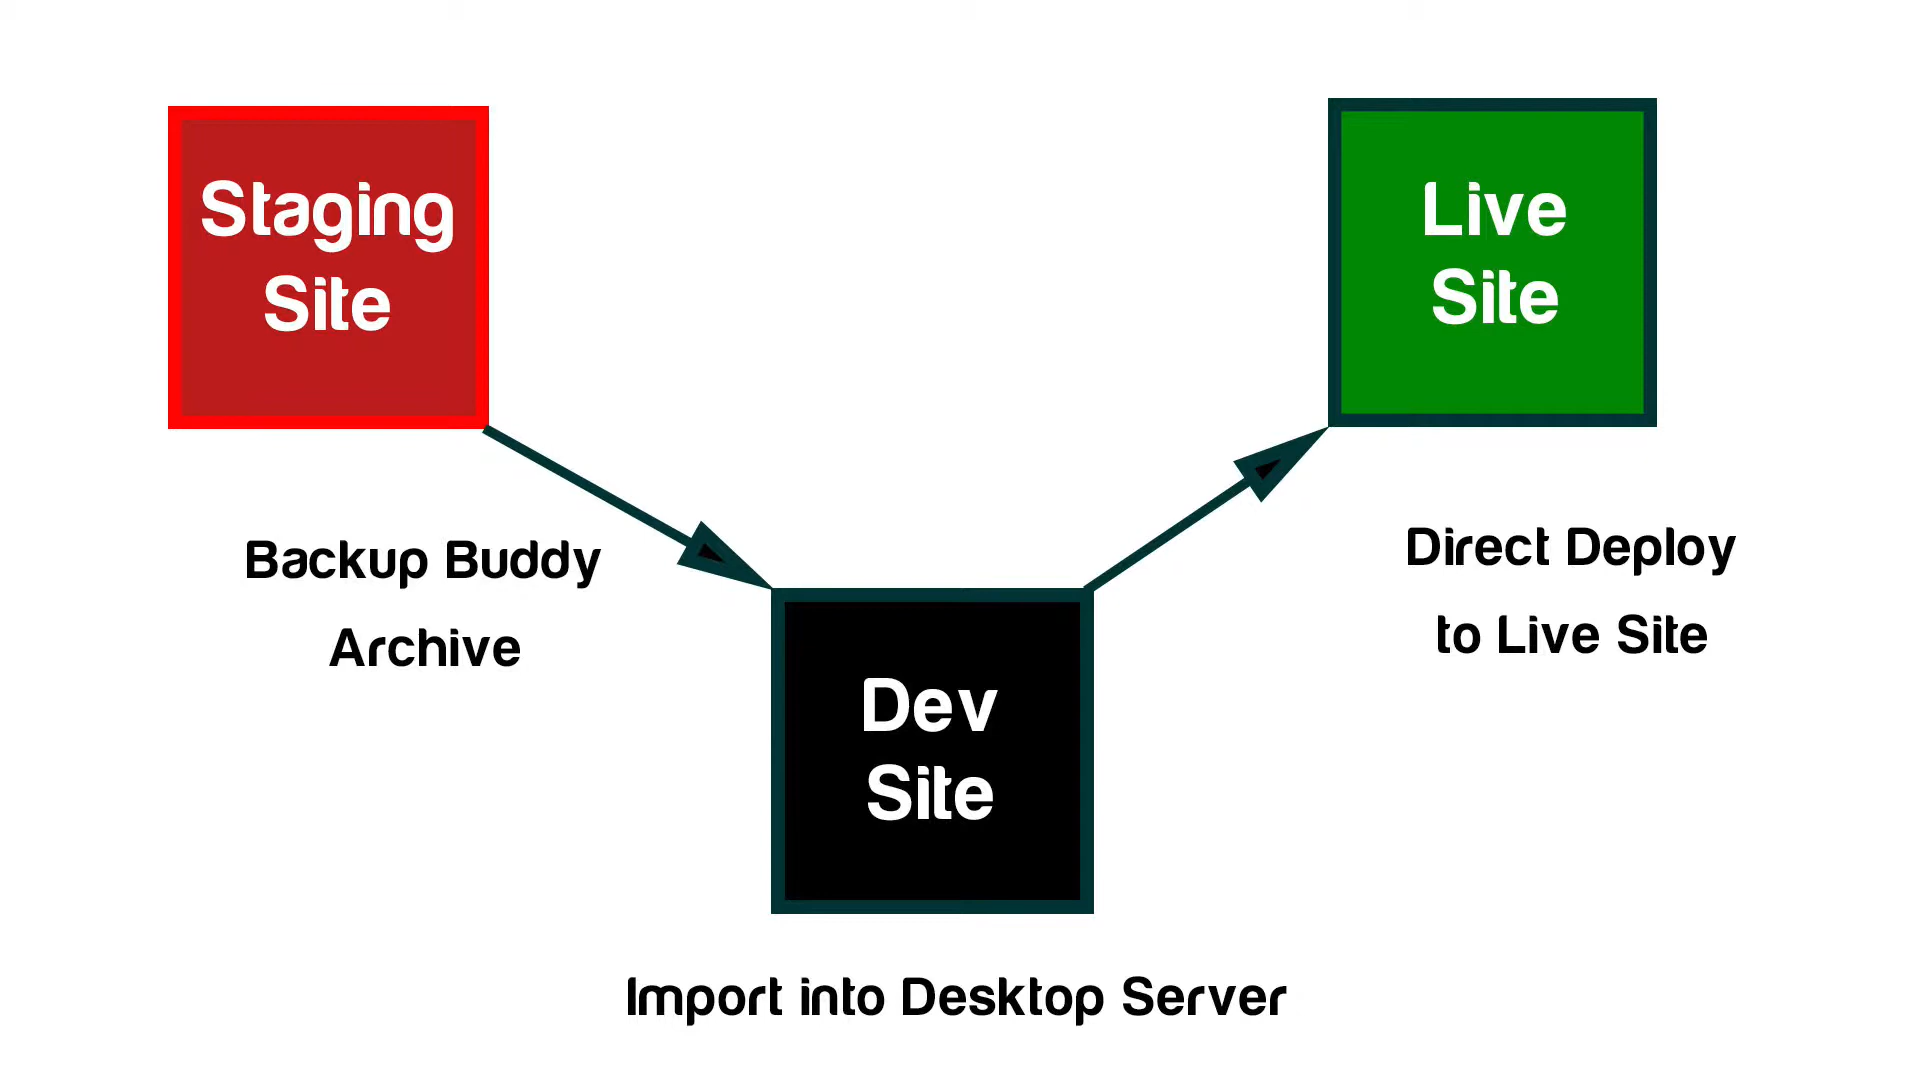 Staging
Site
Live
Site
Backup Buddy
Archive
Direct Deploy
to Live Site
Dev
Site
Import into Desktop Server